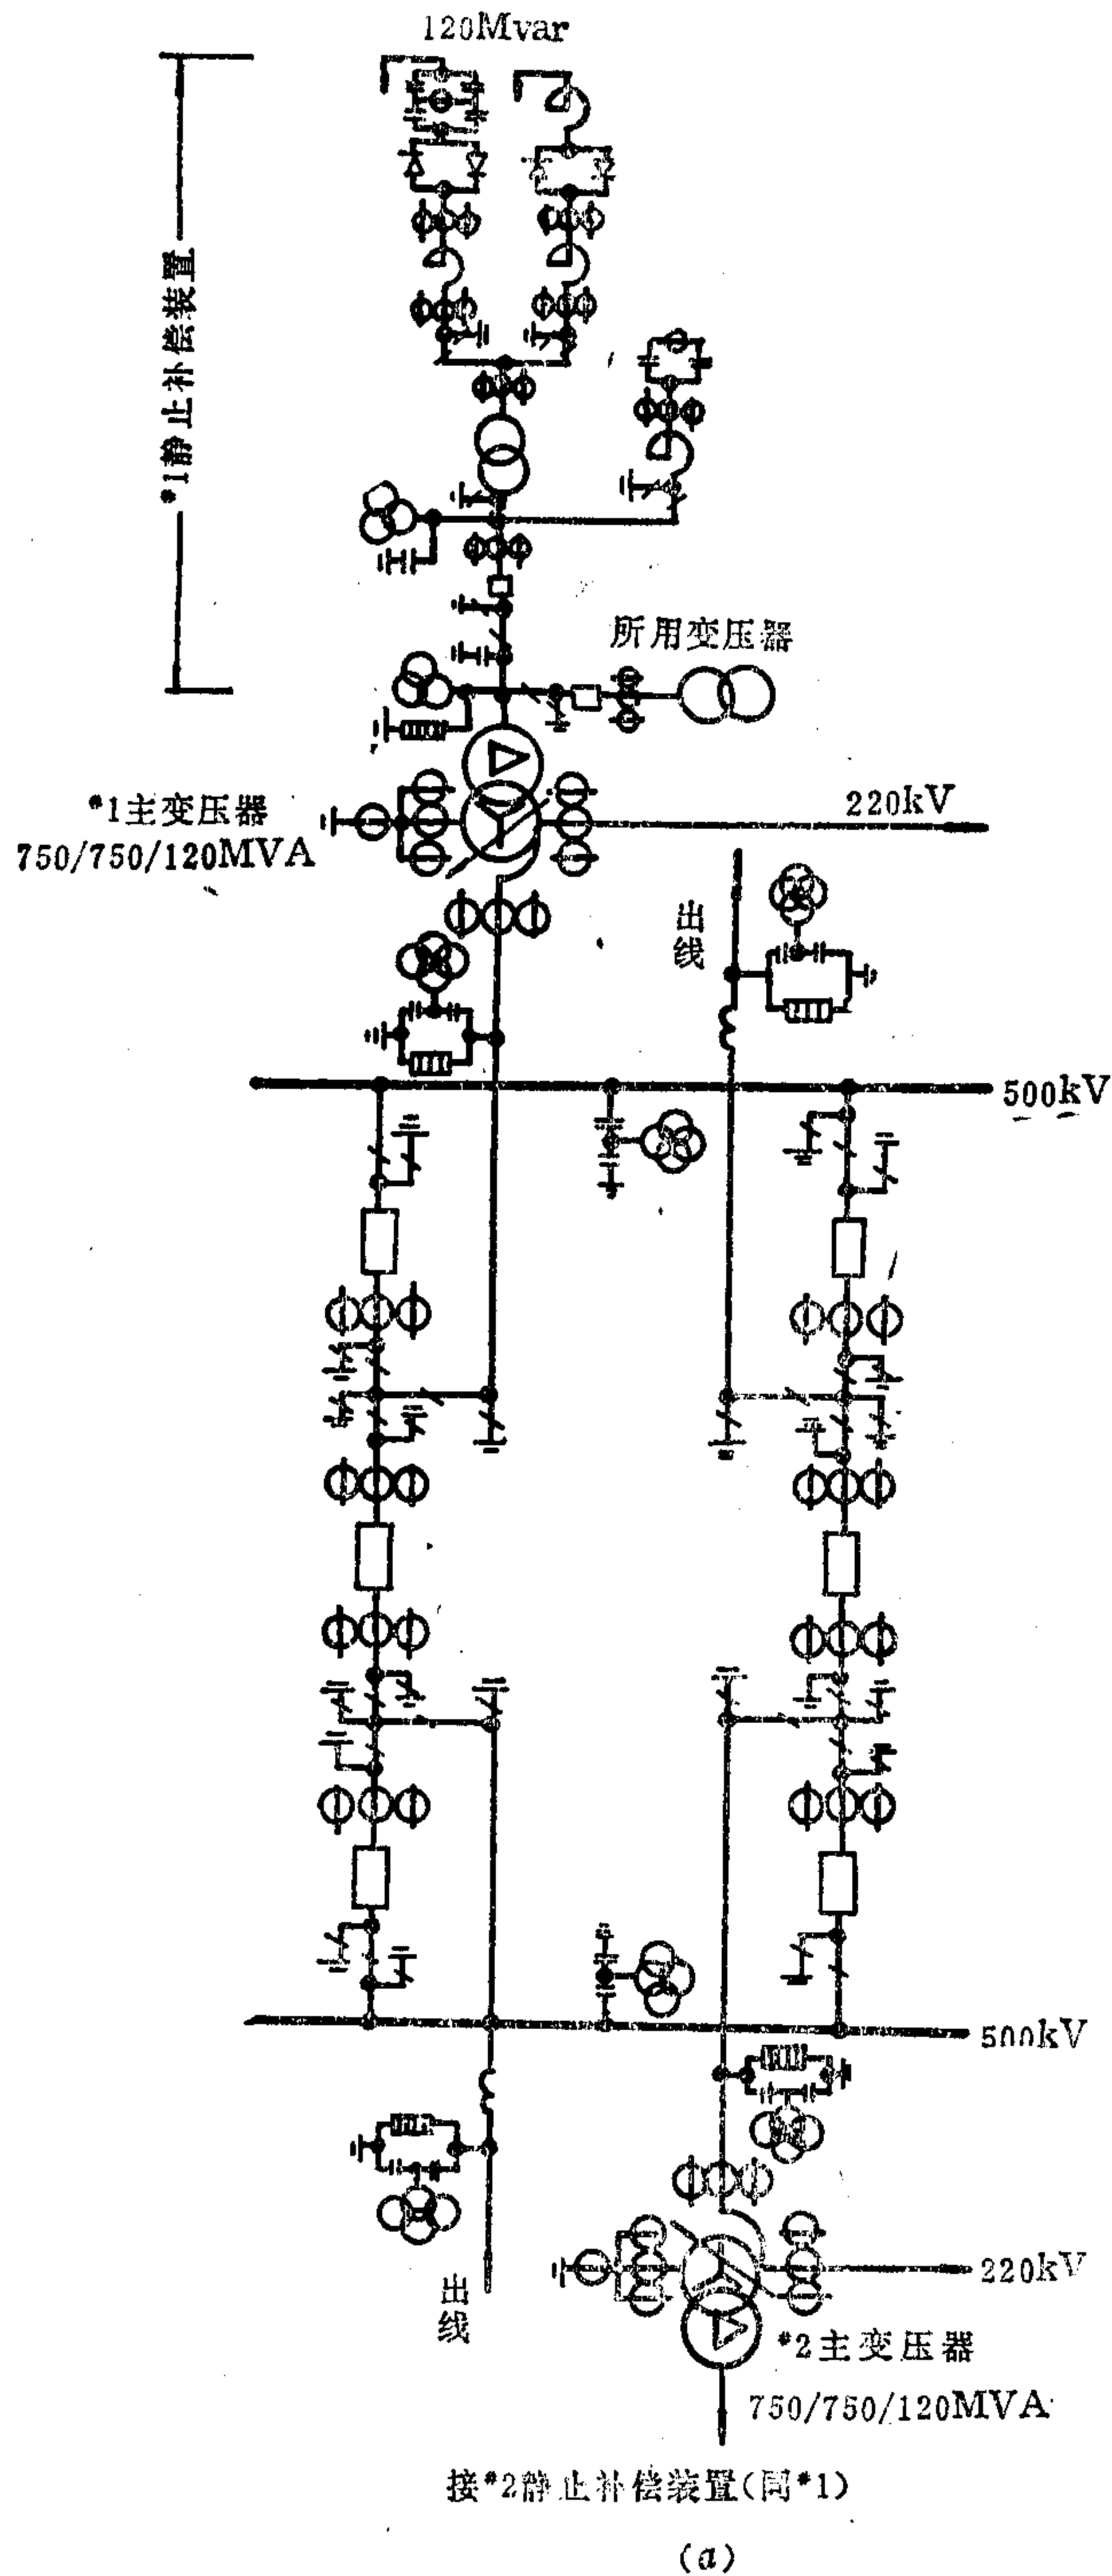 120Mvar
*1静止补偿装置
所用变压器
*1主变压器
750/750/120MVA
220kV
出线
500kV
500kV
220kV
出线
*2主变压器
750/750/120MVA
接*2静止补偿装置(同*1)
(a)